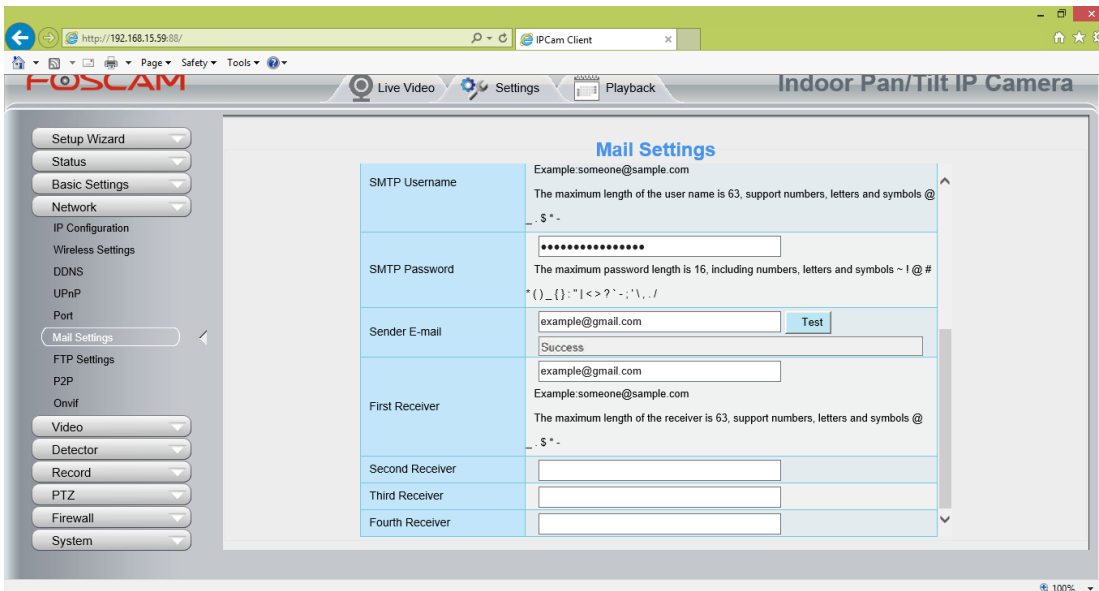 http://192.168.15.59:88/
IPCam Client
Page Safety Tools
FOSCAM
Live Video
Settings
Playback
Indoor Pan/Tilt IP Camera
Setup Wizard
Status
Basic Settings
Network
IP Configuration
Wireless Settings
DDNS
UPnP
Port
Mail Settings
FTP Settings
P2P
Onvif
Video
Detector
Record
PTZ
Firewall
System
Mail Settings
SMTP Username
Example:someone@sample.com
The maximum length of the user name is 63, support numbers, letters and symbols @
_ . $ * -
SMTP Password
••••••••••••••••
The maximum password length is 16, including numbers, letters and symbols ~ ! @ #
* ( ) _ { } : " | < > ? ` - ; ' \ , . /
Sender E-mail
example@gmail.com
Test
Success
First Receiver
example@gmail.com
Example:someone@sample.com
The maximum length of the receiver is 63, support numbers, letters and symbols @
_ . $ * -
Second Receiver
Third Receiver
Fourth Receiver
100%